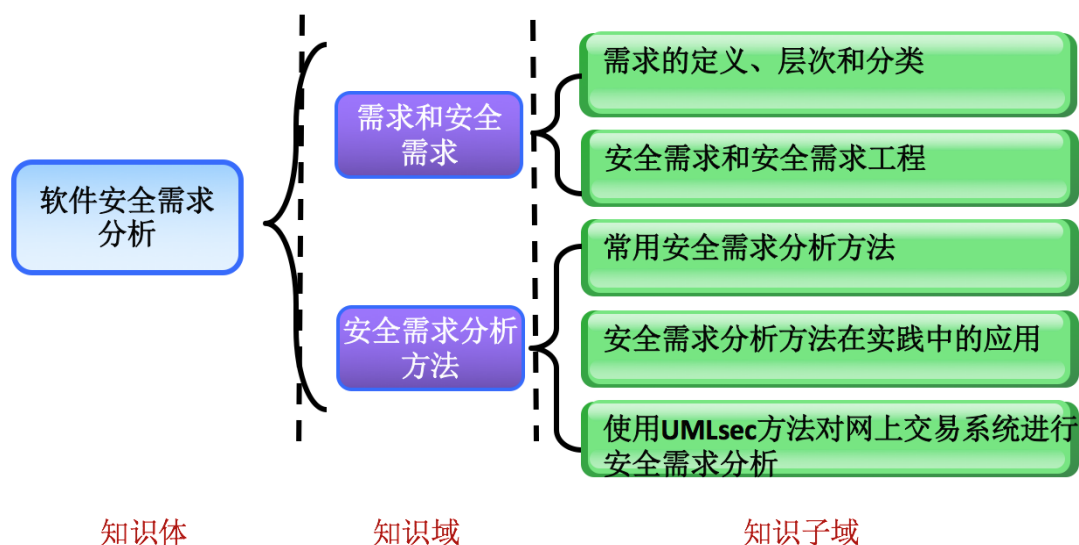 软件安全需求
分析
需求和安全
需求
安全需求分析
方法
需求的定义、层次和分类
安全需求和安全需求工程
常用安全需求分析方法
安全需求分析方法在实践中的应用
使用UMLsec方法对网上交易系统进行
安全需求分析
知识体
知识域
知识子域